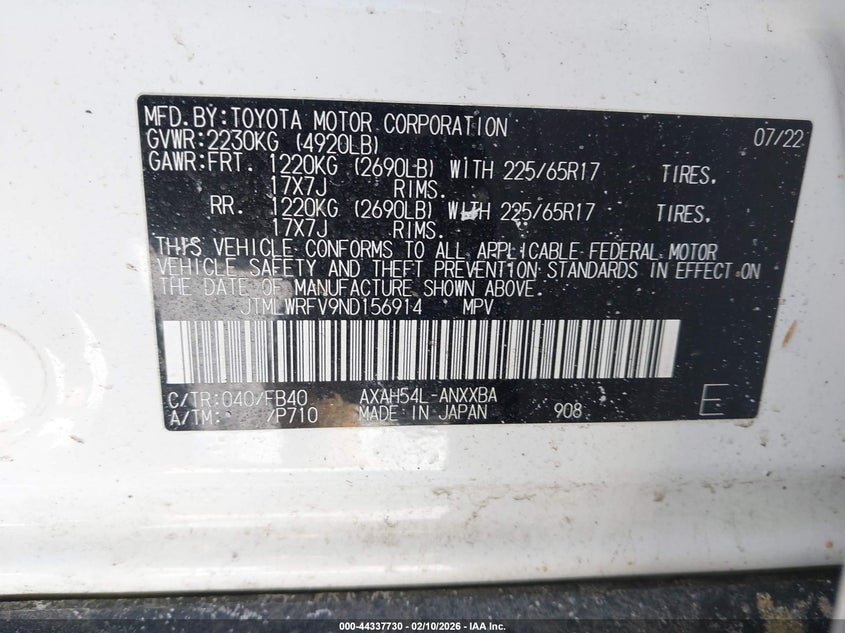 MFD.BY:TOYOTA MOTOR CORPORATION 07/22
GVWR:2230KG (4920LB)
GAWR:FRT. 1220KG (2690LB) WITH 225/65R17 TIRES.
17X7J RIMS.
RR. 1220KG (2690LB) WITH 225/65R17 TIRES.
17X7J RIMS.
THIS VEHICLE CONFORMS TO ALL APPLICABLE FEDERAL MOTOR
VEHICLE SAFETY AND THEFT PREVENTION STANDARDS IN EFFECT ON
THE DATE OF MANUFACTURE SHOWN ABOVE.
JTMLWRFV9ND156914 MPV
C/TR:040/FB40 AXAH54L-ANXXBA
A/TM: /P710 MADE IN JAPAN 908 E
000-44337730 - 02/10/2026 - IAA Inc.